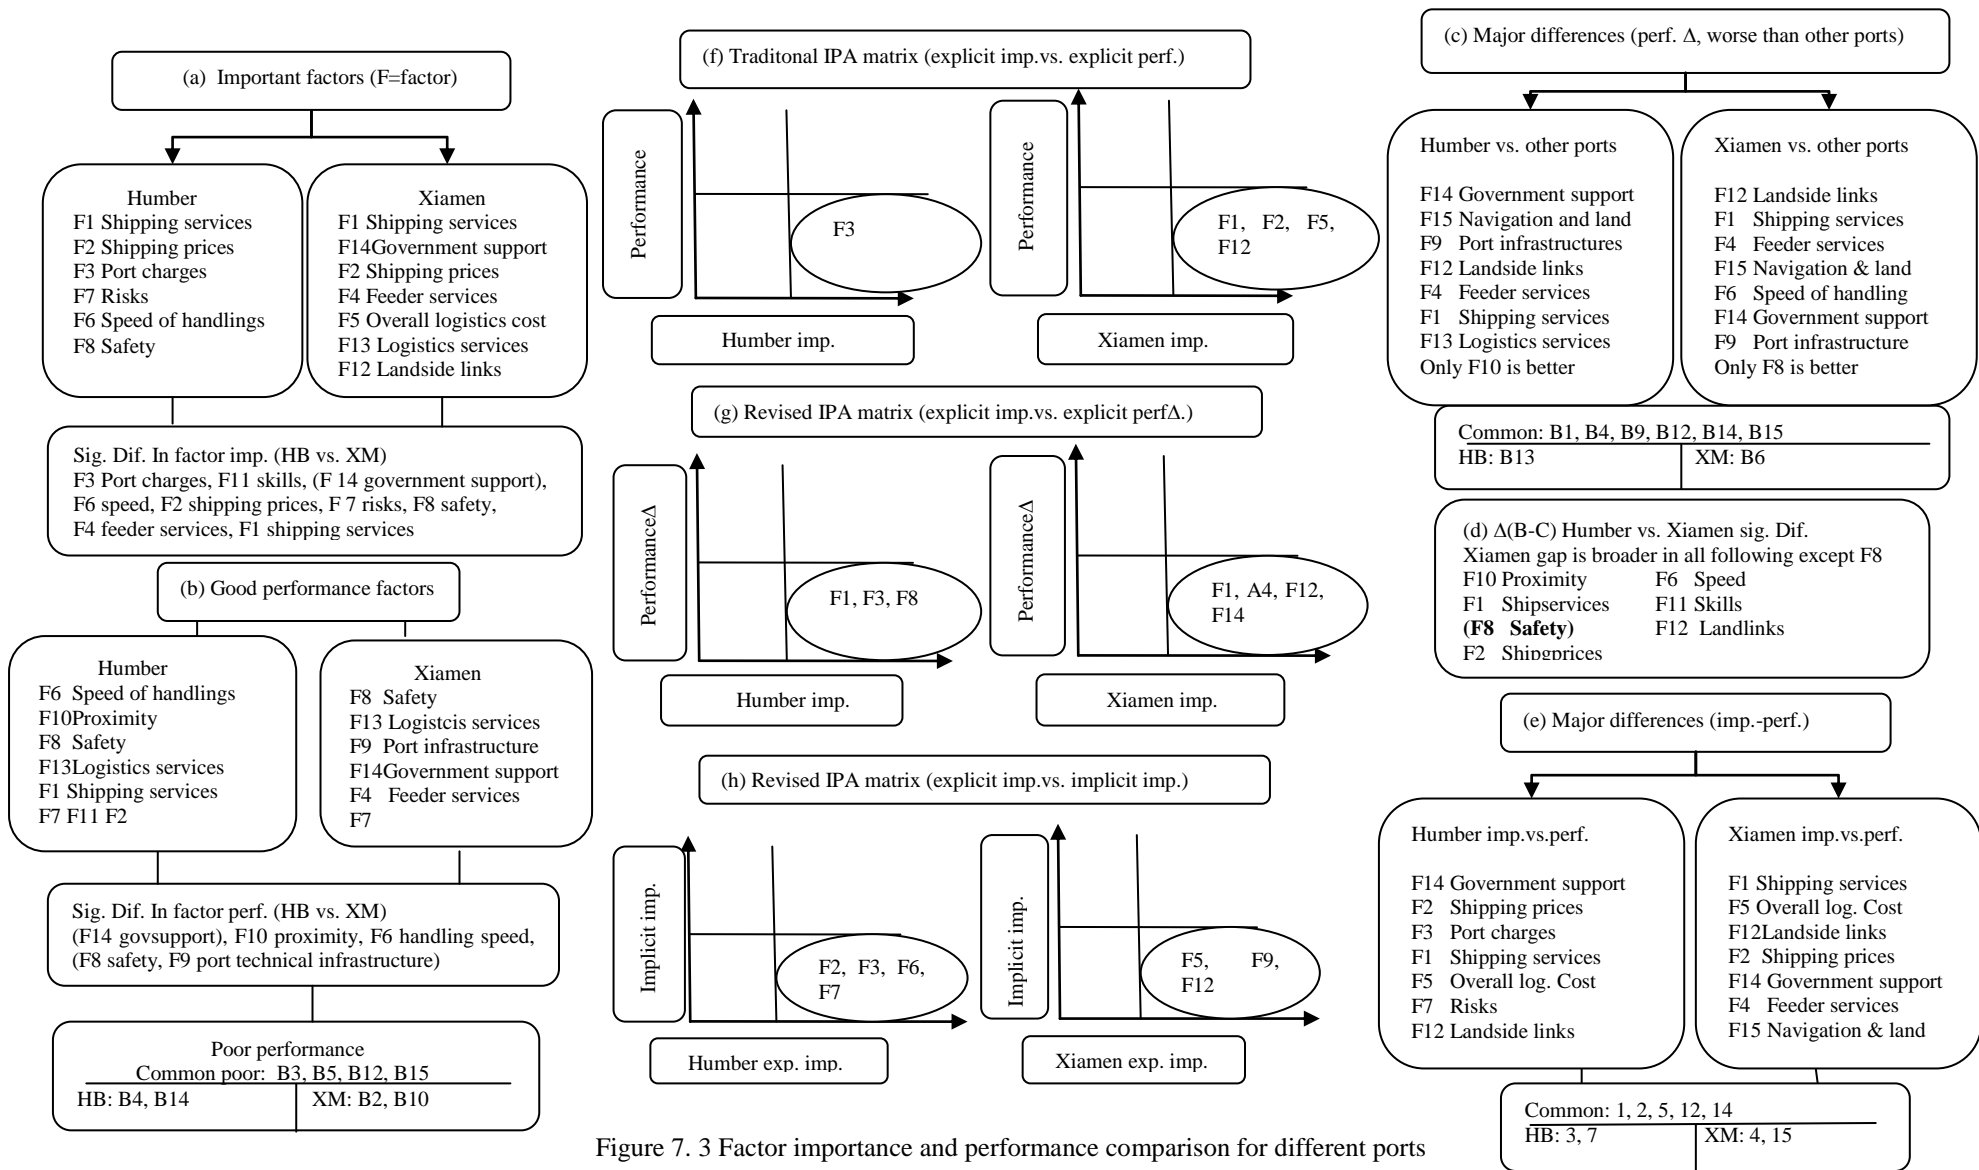 (a) Important factors (F=factor)
Humber
F1 Shipping services
F2 Shipping prices
F3 Port charges
F7 Risks
F6 Speed of handlings
F8 Safety
Xiamen
F1 Shipping services
F14Government support
F2 Shipping prices
F4 Feeder services
F5 Overall logistics cost
F13 Logistics services
F12 Landside links
Sig. Dif. In factor imp. (HB vs. XM)
F3 Port charges, F11 skills, (F 14 government support),
F6 speed, F2 shipping prices, F 7 risks, F8 safety,
F4 feeder services, F1 shipping services
(b) Good performance factors
Humber
F6 Speed of handlings
F10Proximity
F8 Safety
F13Logistics services
F1 Shipping services
F7 F11 F2
Xiamen
F8 Safety
F13 Logistcis services
F9 Port infrastructure
F14Government support
F4 Feeder services
F7
Sig. Dif. In factor perf. (HB vs. XM)
(F14 govsupport), F10 proximity, F6 handling speed,
(F8 safety, F9 port technical infrastructure)
Poor performance
Common poor: B3, B5, B12, B15
HB: B4, B14
XM: B2, B10
(f) Traditonal IPA matrix (explicit imp.vs. explicit perf.)
Performance
F3
Humber imp.
Performance
F1, F2, F5,
F12
Xiamen imp.
(g) Revised IPA matrix (explicit imp.vs. explicit perfΔ.)
PerformanceΔ
F1, F3, F8
Humber imp.
PerformanceΔ
F1, A4, F12,
F14
Xiamen imp.
(h) Revised IPA matrix (explicit imp.vs. implicit imp.)
Implicit imp.
F2, F3, F6,
F7
Humber exp. imp.
Implicit imp.
F5, F9,
F12
Xiamen exp. imp.
(c) Major differences (perf. Δ, worse than other ports)
Humber vs. other ports
F14 Government support
F15 Navigation and land
F9 Port infrastructures
F12 Landside links
F4 Feeder services
F1 Shipping services
F13 Logistics services
Only F10 is better
Xiamen vs. other ports
F12 Landside links
F1 Shipping services
F4 Feeder services
F15 Navigation & land
F6 Speed of handling
F14 Government support
F9 Port infrastructure
Only F8 is better
Common: B1, B4, B9, B12, B14, B15
HB: B13
XM: B6
(d) Δ(B-C) Humber vs. Xiamen sig. Dif.
Xiamen gap is broader in all following except F8
F10 Proximity F6 Speed
F1 Shipservices F11 Skills
(F8 Safety) F12 Landlinks
F2 Shipgprices
(e) Major differences (imp.-perf.)
Humber imp.vs.perf.
F14 Government support
F2 Shipping prices
F3 Port charges
F1 Shipping services
F5 Overall log. Cost
F7 Risks
F12 Landside links
Xiamen imp.vs.perf.
F1 Shipping services
F5 Overall log. Cost
F12Landside links
F2 Shipping prices
F14 Government support
F4 Feeder services
F15 Navigation & land
Common: 1, 2, 5, 12, 14
HB: 3, 7
XM: 4, 15
Figure 7. 3 Factor importance and performance comparison for different ports